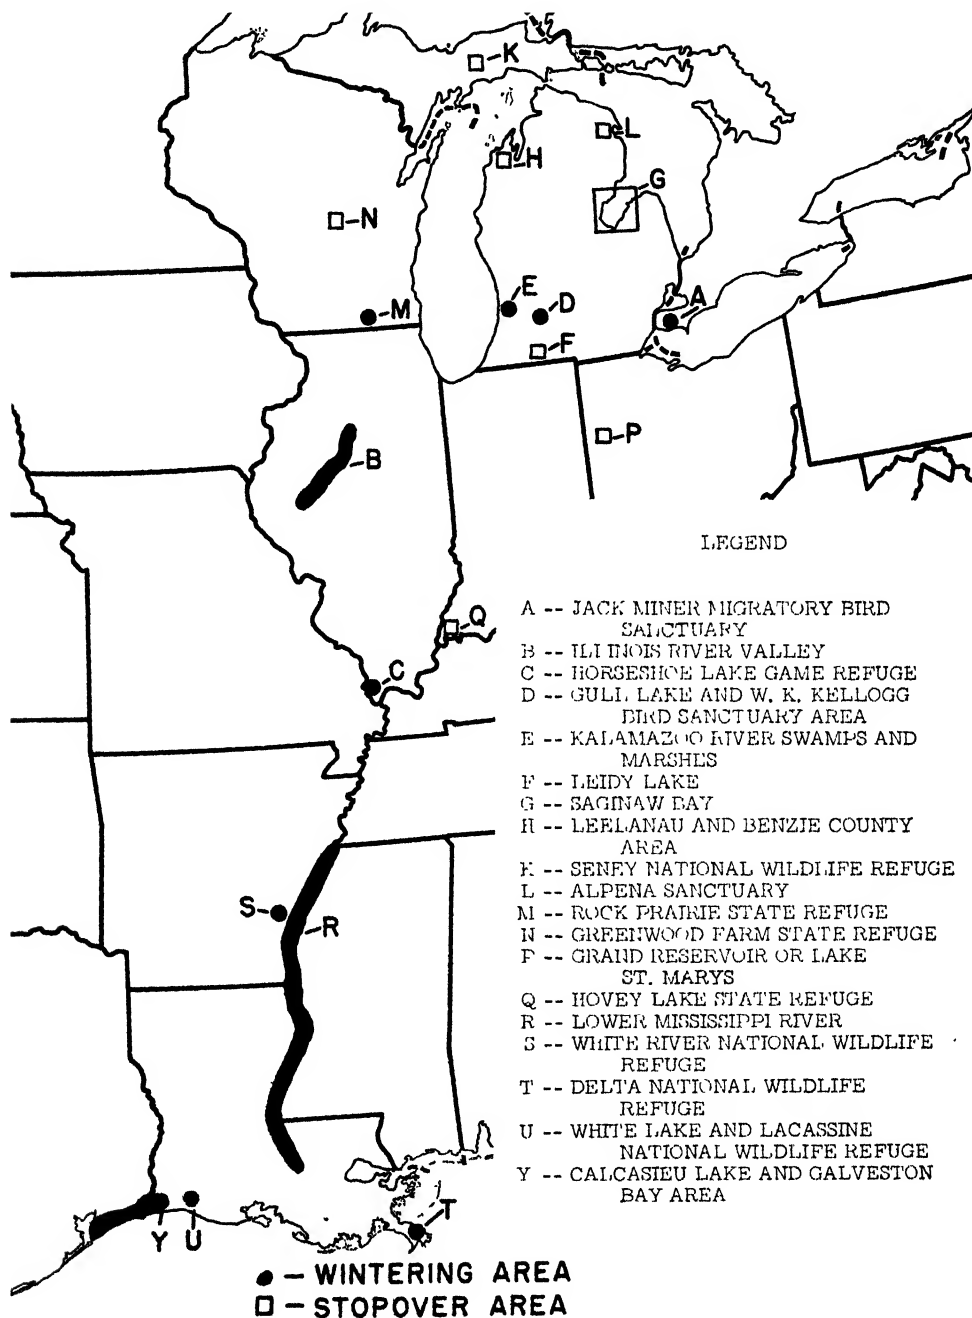 K
L
H
G
N
E
D
A
M
F
P
B
LEGEND
A -- JACK MINER MIGRATORY BIRD
SANCTUARY
B -- ILLINOIS RIVER VALLEY
C -- HORSESHOE LAKE GAME REFUGE
D -- GULL LAKE AND W. K. KELLOGG
BIRD SANCTUARY AREA
E -- KALAMAZOO RIVER SWAMPS AND
MARSHES
F -- LEIDY LAKE
G -- SAGINAW BAY
H -- LEELANAU AND BENZIE COUNTY
AREA
K -- SENEY NATIONAL WILDLIFE REFUGE
L -- ALPENA SANCTUARY
M -- ROCK PRAIRIE STATE REFUGE
N -- GREENWOOD FARM STATE REFUGE
P -- GRAND RESERVOIR OR LAKE
ST. MARYS
Q -- HOVEY LAKE STATE REFUGE
R -- LOWER MISSISSIPPI RIVER
S -- WHITE RIVER NATIONAL WILDLIFE
REFUGE
T -- DELTA NATIONAL WILDLIFE
REFUGE
U -- WHITE LAKE AND LACASSINE
NATIONAL WILDLIFE REFUGE
Y -- CALCASIEU LAKE AND GALVESTON
BAY AREA
Q
C
S
R
T
Y
U
● - WINTERING AREA
□ - STOPOVER AREA